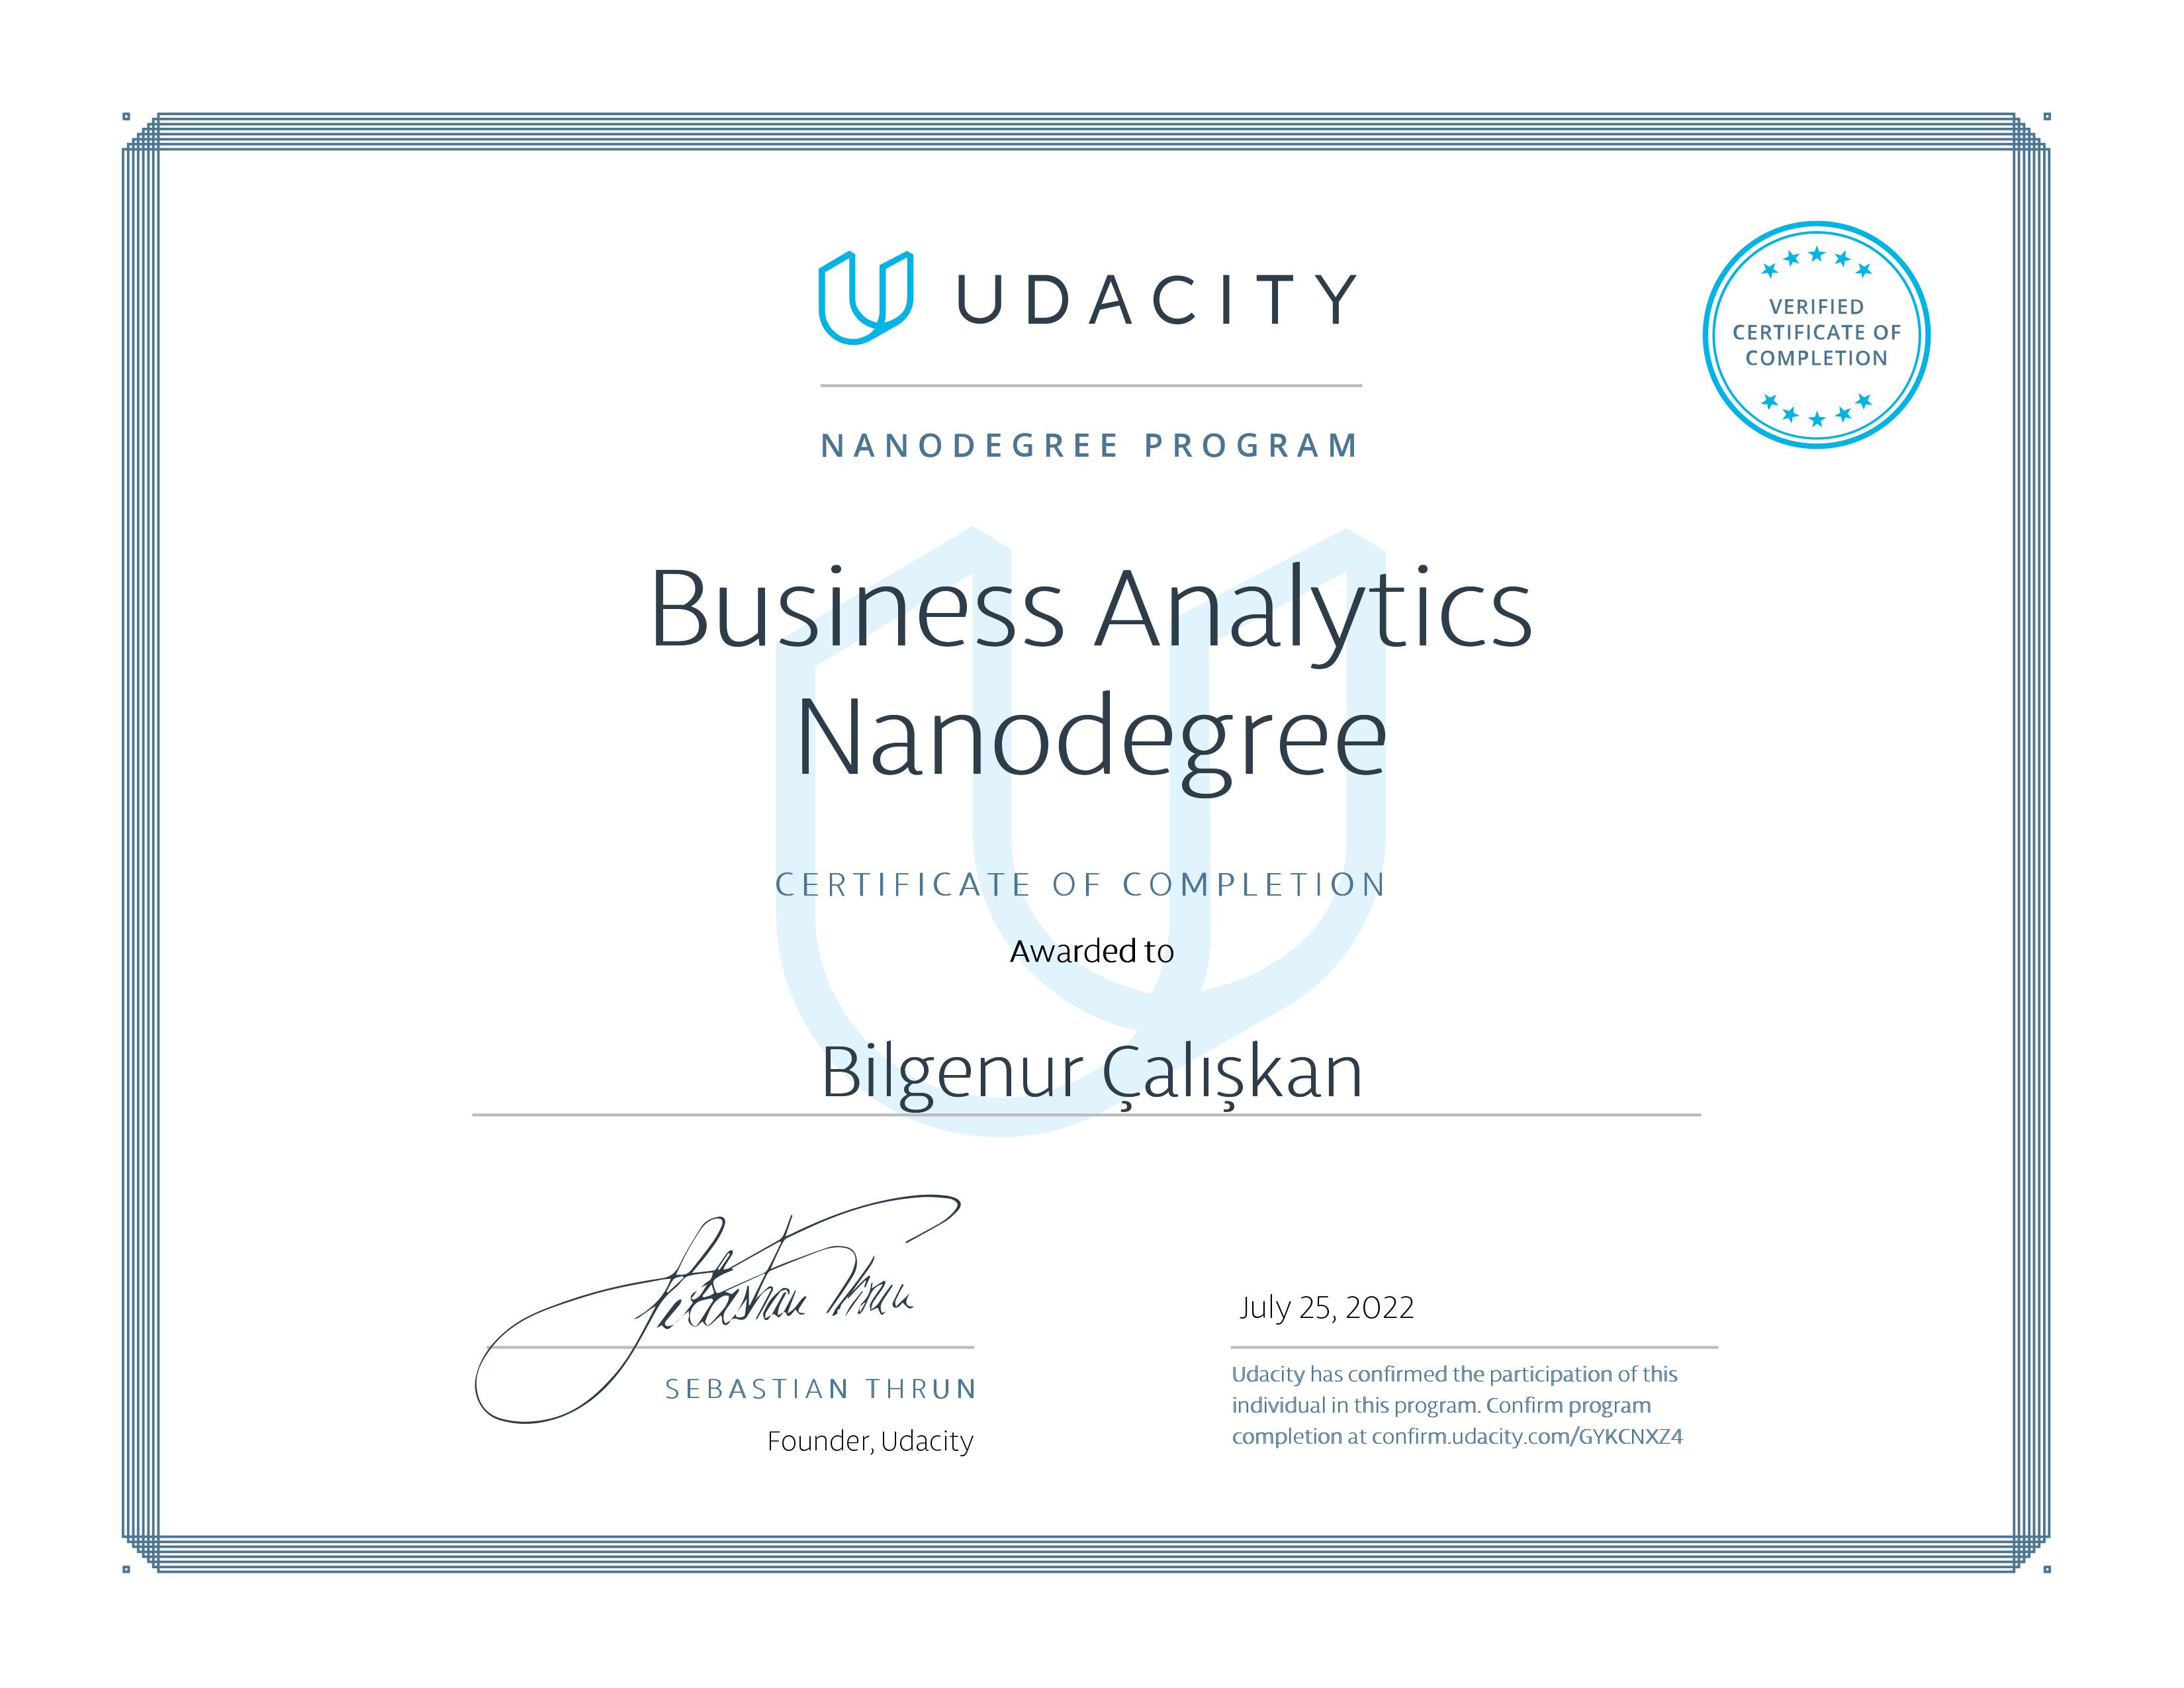 UDACITY
VERIFIED
CERTIFICATE OF
COMPLETION
NANODEGREE PROGRAM
Business Analytics
Nanodegree
CERTIFICATE OF COMPLETION
Awarded to
Bilgenur Çalışkan
Sebastian Thrun
July 25, 2022
SEBASTIAN THRUN
Founder, Udacity
Udacity has confirmed the participation of this
individual in this program. Confirm program
completion at confirm.udacity.com/GYKCNXZ4